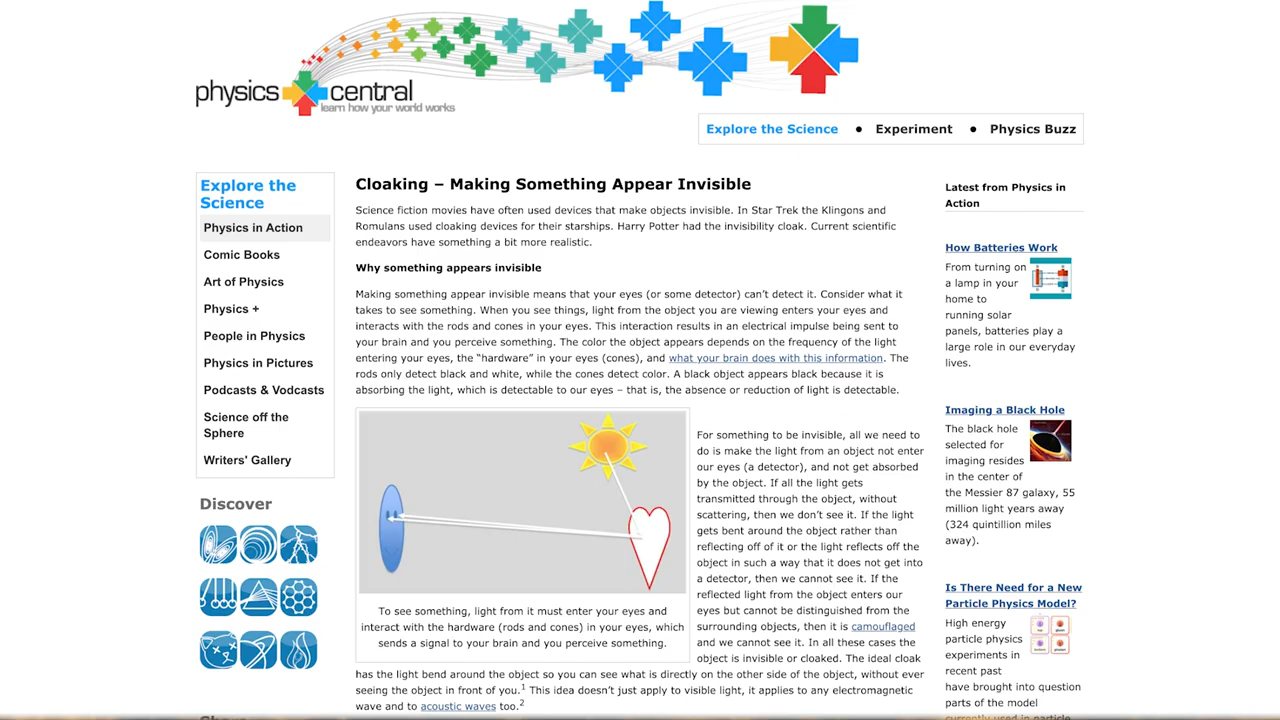 physics central
learn how your world works
Explore the Science • Experiment • Physics Buzz
Explore the
Science
Physics in Action
Comic Books
Art of Physics
Physics +
People in Physics
Physics in Pictures
Podcasts & Vodcasts
Science off the
Sphere
Writers' Gallery
Discover
Cloaking – Making Something Appear Invisible
Science fiction movies have often used devices that make objects invisible. In Star Trek the Klingons and
Romulans used cloaking devices for their starships. Harry Potter had the invisibility cloak. Current scientific
endeavors have something a bit more realistic.
Why something appears invisible
Making something appear invisible means that your eyes (or some detector) can’t detect it. Consider what it
takes to see something. When you see things, light from the object you are viewing enters your eyes and
interacts with the rods and cones in your eyes. This interaction results in an electrical impulse being sent to
your brain and you perceive something. The color the object appears depends on the frequency of the light
entering your eyes, the “hardware” in your eyes (cones), and what your brain does with this information. The
rods only detect black and white, while the cones detect color. A black object appears black because it is
absorbing the light, which is detectable to our eyes – that is, the absence or reduction of light is detectable.
To see something, light from it must enter your eyes and
interact with the hardware (rods and cones) in your eyes, which
sends a signal to your brain and you perceive something.
For something to be invisible, all we need to
do is make the light from an object not enter
our eyes (a detector), and not get absorbed
by the object. If all the light gets
transmitted through the object, without
scattering, then we don’t see it. If the light
gets bent around the object rather than
reflecting off of it or the light reflects off the
object in such a way that it does not get into
a detector, then we cannot see it. If the
reflected light from the object enters our
eyes but cannot be distinguished from the
surrounding objects, then it is camouflaged
and we cannot see it. In all these cases the
object is invisible or cloaked. The ideal cloak
has the light bend around the object so you can see what is directly on the other side of the object, without ever
seeing the object in front of you.1 This idea doesn’t just apply to visible light, it applies to any electromagnetic
wave and to acoustic waves too.2
Latest from Physics in
Action
How Batteries Work
From turning on
a lamp in your
home to
running solar
panels, batteries play a
large role in our everyday
lives.
Imaging a Black Hole
The black hole
selected for
imaging resides
in the center of
the Messier 87 galaxy, 55
million light years away
(324 quintillion miles
away).
Is There Need for a New
Particle Physics Model?
High energy
particle physics
experiments in
recent past
have brought into question
parts of the model
currently used in particle